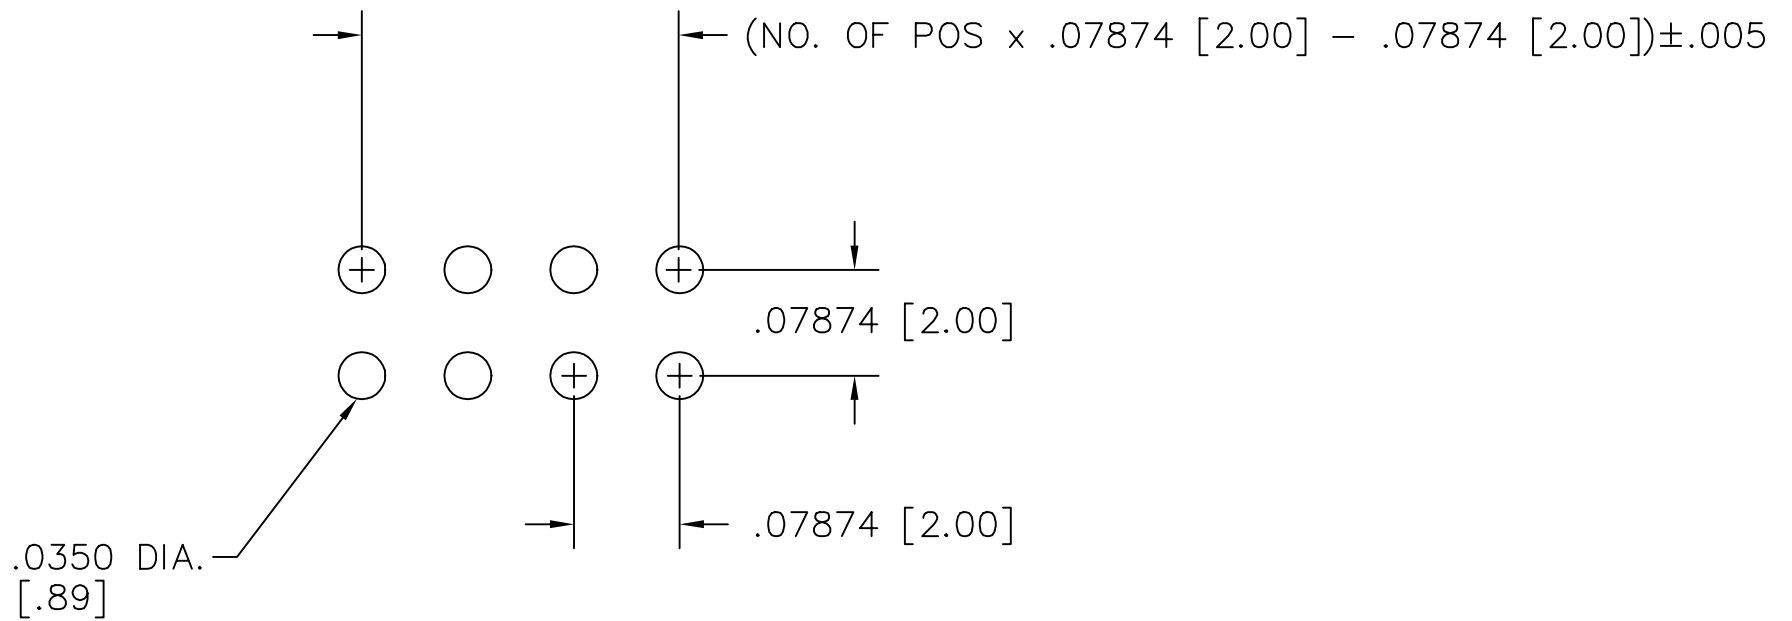 (NO. OF POS x .07874 [2.00] – .07874 [2.00])±.005
.07874 [2.00]
.07874 [2.00]
.0350 DIA.
[.89]